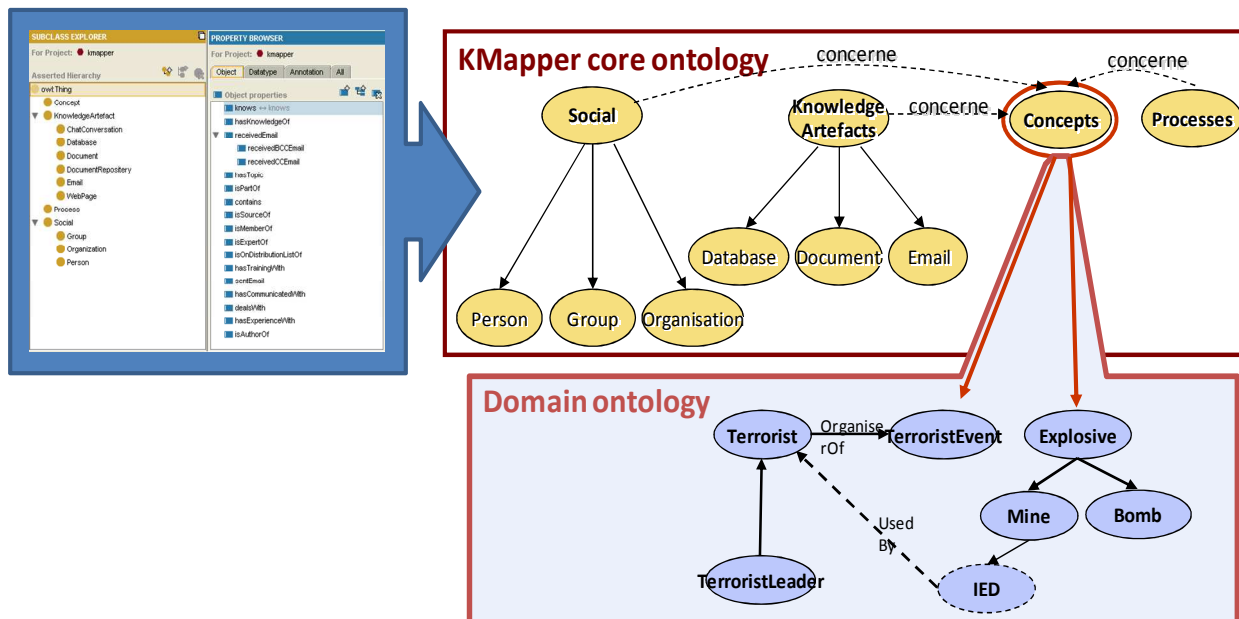 SUBCLASS EXPLORER
For Project: kmapper
Asserted Hierarchy
owl:Thing
Concept
KnowledgeArtefact
ChatConversation
Database
Document
DocumentRepository
Email
WebPage
Process
Social
Group
Organization
Person
PROPERTY BROWSER
For Project: kmapper
Object Datatype Annotation All
Object properties
knows ↔ knows
hasKnowledgeOf
receivedEmail
receivedBCCEmail
receivedCCEmail
hasTopic
isPartOf
contains
isSourceOf
isMemberOf
isExpertOf
isOnDistributionListOf
hasTrainingWith
sentEmail
hasCommunicatedWith
dealsWith
hasExperienceWith
isAuthorOf
KMapper core ontology
concerne
concerne
Social
Knowledge
Artefacts
concerne
Concepts
Processes
Database
Document
Email
Person
Group
Organisation
Domain ontology
Terrorist
Organise
rOf
TerroristEvent
Explosive
Mine
Bomb
Used
By
TerroristLeader
IED